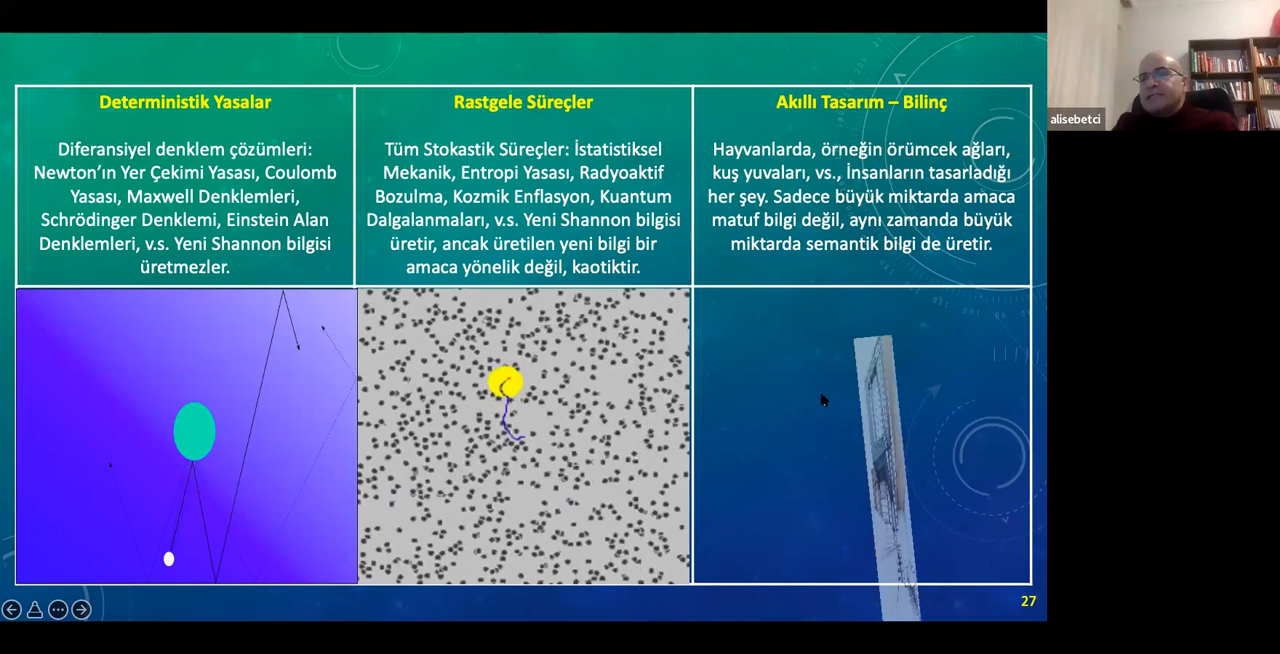 Deterministik Yasalar
Diferansiyel denklem çözümleri:
Newton’ın Yer Çekimi Yasası, Coulomb
Yasası, Maxwell Denklemleri,
Schrödinger Denklemi, Einstein Alan
Denklemleri, v.s. Yeni Shannon bilgisi
üretmezler.
Rastgele Süreçler
Tüm Stokastik Süreçler: İstatistiksel
Mekanik, Entropi Yasası, Radyoaktif
Bozulma, Kozmik Enflasyon, Kuantum
Dalgalanmaları, v.s. Yeni Shannon bilgisi
üretir, ancak üretilen yeni bilgi bir
amaca yönelik değil, kaotiktir.
Akıllı Tasarım – Bilinç
Hayvanlarda, örneğin örümcek ağları,
kuş yuvaları, vs., İnsanların tasarladığı
her şey. Sadece büyük miktarda amaca
matuf bilgi değil, aynı zamanda büyük
miktarda semantik bilgi de üretir.
27
alisebetci